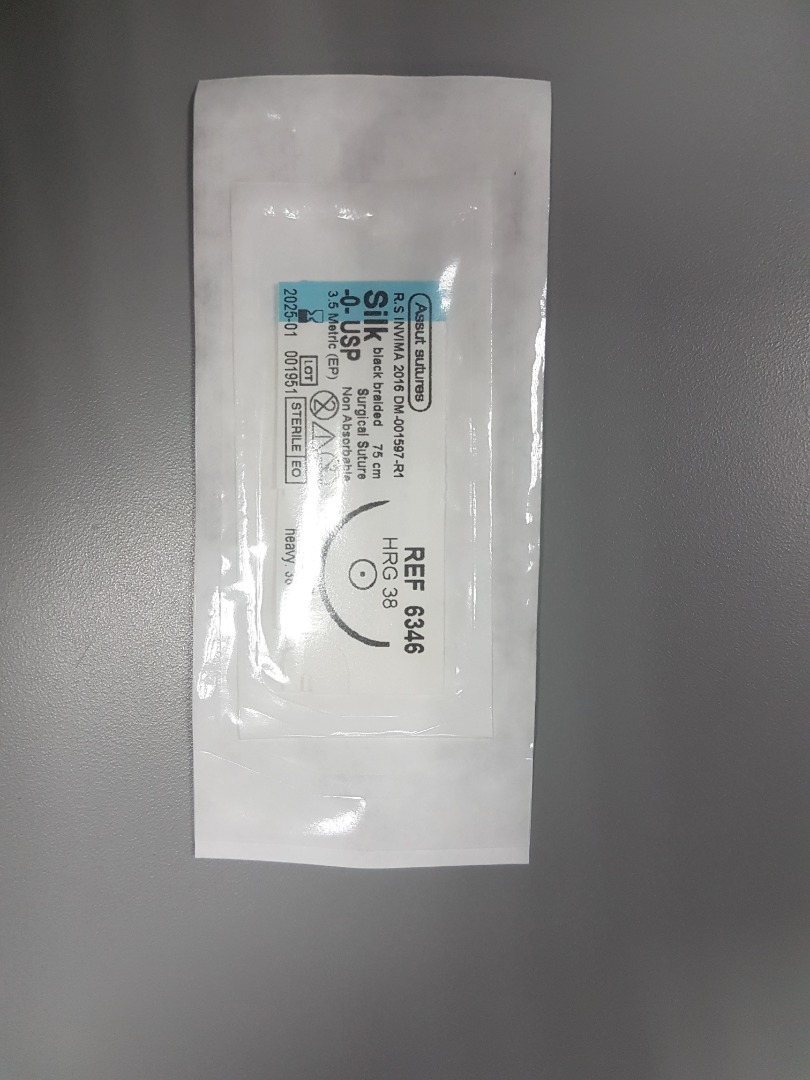 Assut sutures
R.S INVIMA 2016 DM-001597-R1
Silk black braided 75 cm
-0- USP Surgical Suture
3.5 Metric (EP) Non Absorbable
LOT
2025-01 001951 STERILE EO
REF 6346
HRG 38
heavy